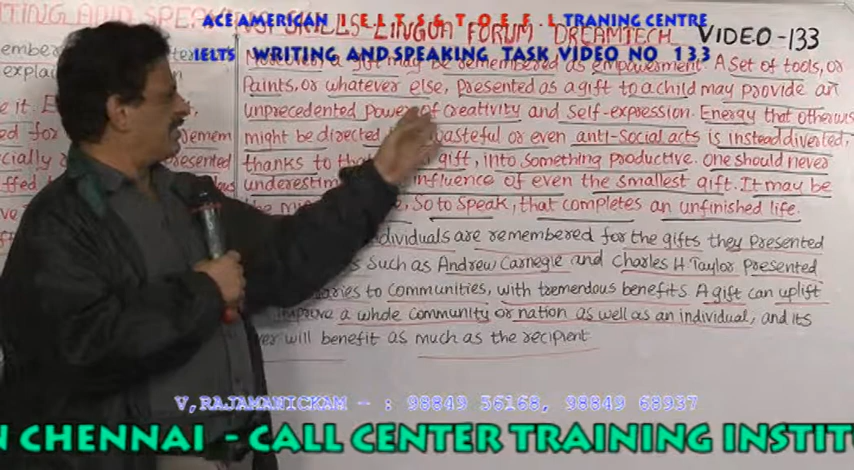 ACE AMERICAN I E L T S & T O E F L TRANING CENTRE
IELTS WRITING AND SPEAKING TASK VIDEO NO 133
SKILLS-LINGUA FORUM DREAMTECH
VIDEO-133
Moreover, a gift may be remembered as empowerment. A set of tools, or
Paints, or whatever else, presented as a gift to a child may provide an
unprecedented power of creativity and Self-expression. Energy that otherwis
might be directed wasteful or even anti-Social acts is instead diverted,
thanks to gift, into Something productive. One should never
influence of even the smallest gift. It may be
So to Speak, that completes an unfinished life.
are remembered for the gifts they presented
Such as Andrew Carnegie and Charles H Taylor presented
to communities, with tremendous benefits. A gift can uplift
a whole community or nation as well as an individual, and its
will benefit as much as the recipient
V,RAJAMANICKAM - : 98849 36168, 98849 68937
N CHENNAI - CALL CENTER TRAINING INSTIT